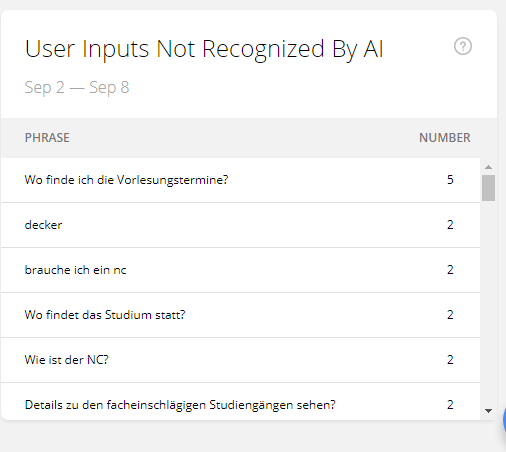 User Inputs Not Recognized By AI
Sep 2 — Sep 8
PHRASE NUMBER
Wo finde ich die Vorlesungstermine? 5
decker 2
brauche ich ein nc 2
Wo findet das Studium statt? 2
Wie ist der NC? 2
Details zu den facheinschlägigen Studiengängen sehen? 2